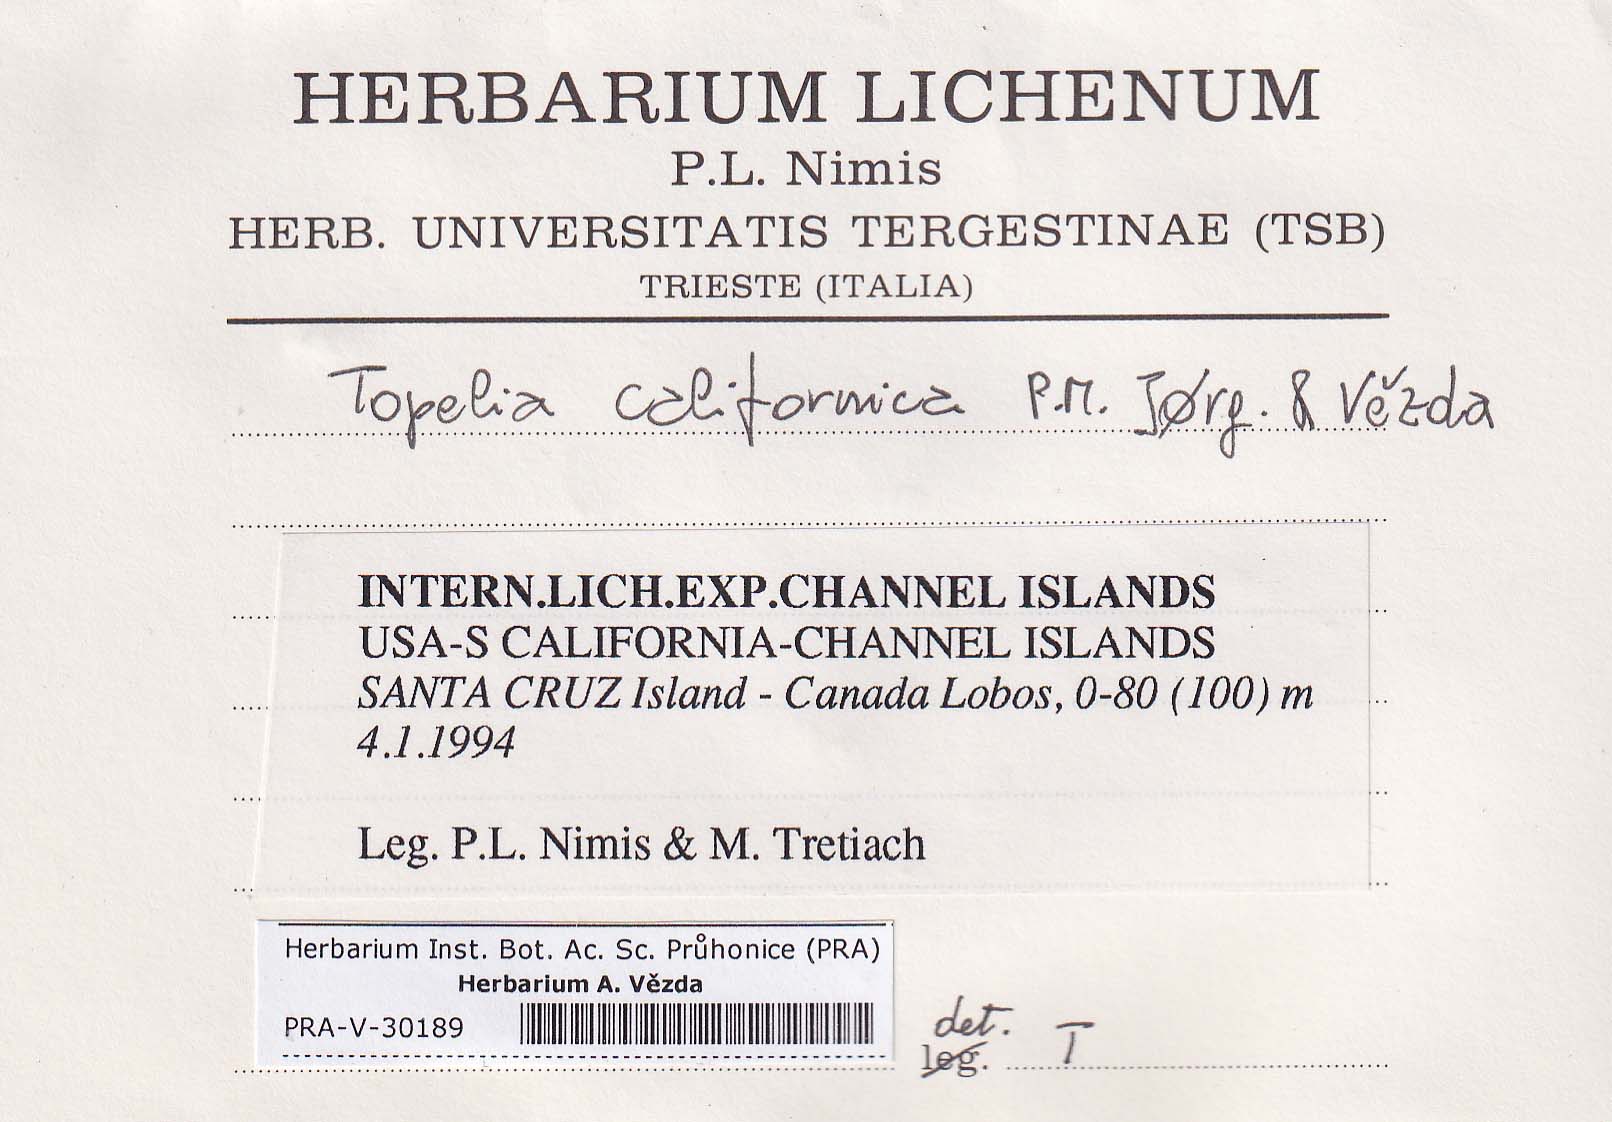 HERBARIUM LICHENUM
P.L. Nimis
HERB. UNIVERSITATIS TERGESTINAE (TSB)
TRIESTE (ITALIA)
Topelia californica P.M. Jørg. & Vězda
INTERN.LICH.EXP.CHANNEL ISLANDS
USA-S CALIFORNIA-CHANNEL ISLANDS
SANTA CRUZ Island - Canada Lobos, 0-80 (100) m
4.1.1994
Leg. P.L. Nimis & M. Tretiach
Herbarium Inst. Bot. Ac. Sc. Průhonice (PRA)
Herbarium A. Vězda
PRA-V-30189
det.
leg. T